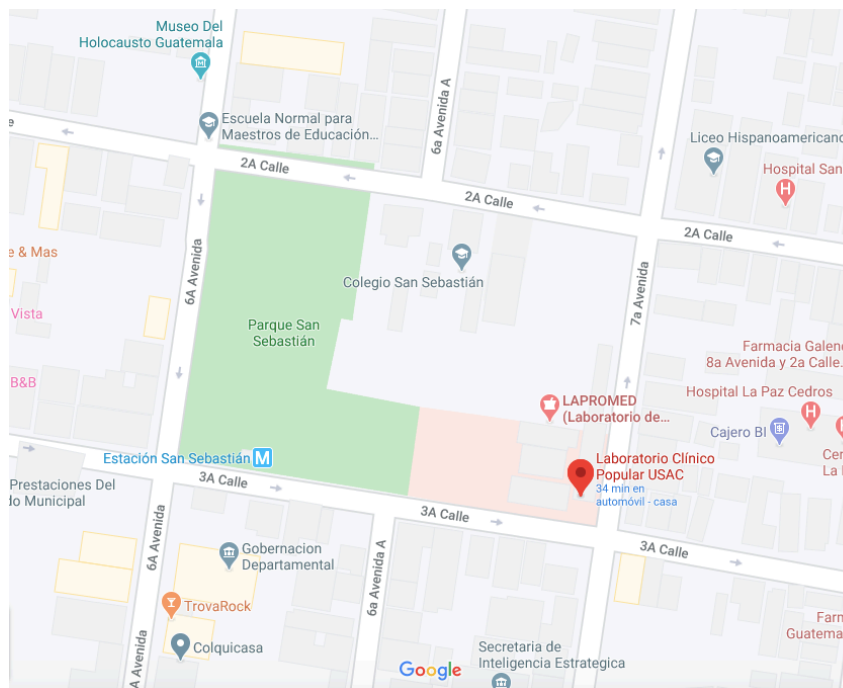 Museo Del
Holocausto Guatemala
Escuela Normal para
Maestros de Educación...
6a Avenida A
Liceo Hispanoamericano
Hospital San
2A Calle
2A Calle
2A Calle
e & Mas
Colegio San Sebastián
6A Avenida
7a Avenida
Vista
Parque San
Sebastián
Farmacia Galeno
8a Avenida y 2a Calle...
B&B
Hospital La Paz Cedros
LAPROMED
(Laboratorio de...
Cajero BI
Estación San Sebastián
M
Laboratorio Clínico
Popular USAC
34 min en
automóvil - casa
Cen
La
Prestaciones Del
do Municipal
3A Calle
3A Calle
3A Calle
6A Avenida
6a Avenida A
Gobernacion
Departamental
TrovaRock
Colquicasa
A Avenida
Farm
Guatema
Secretaria de
Inteligencia Estrategica
Google